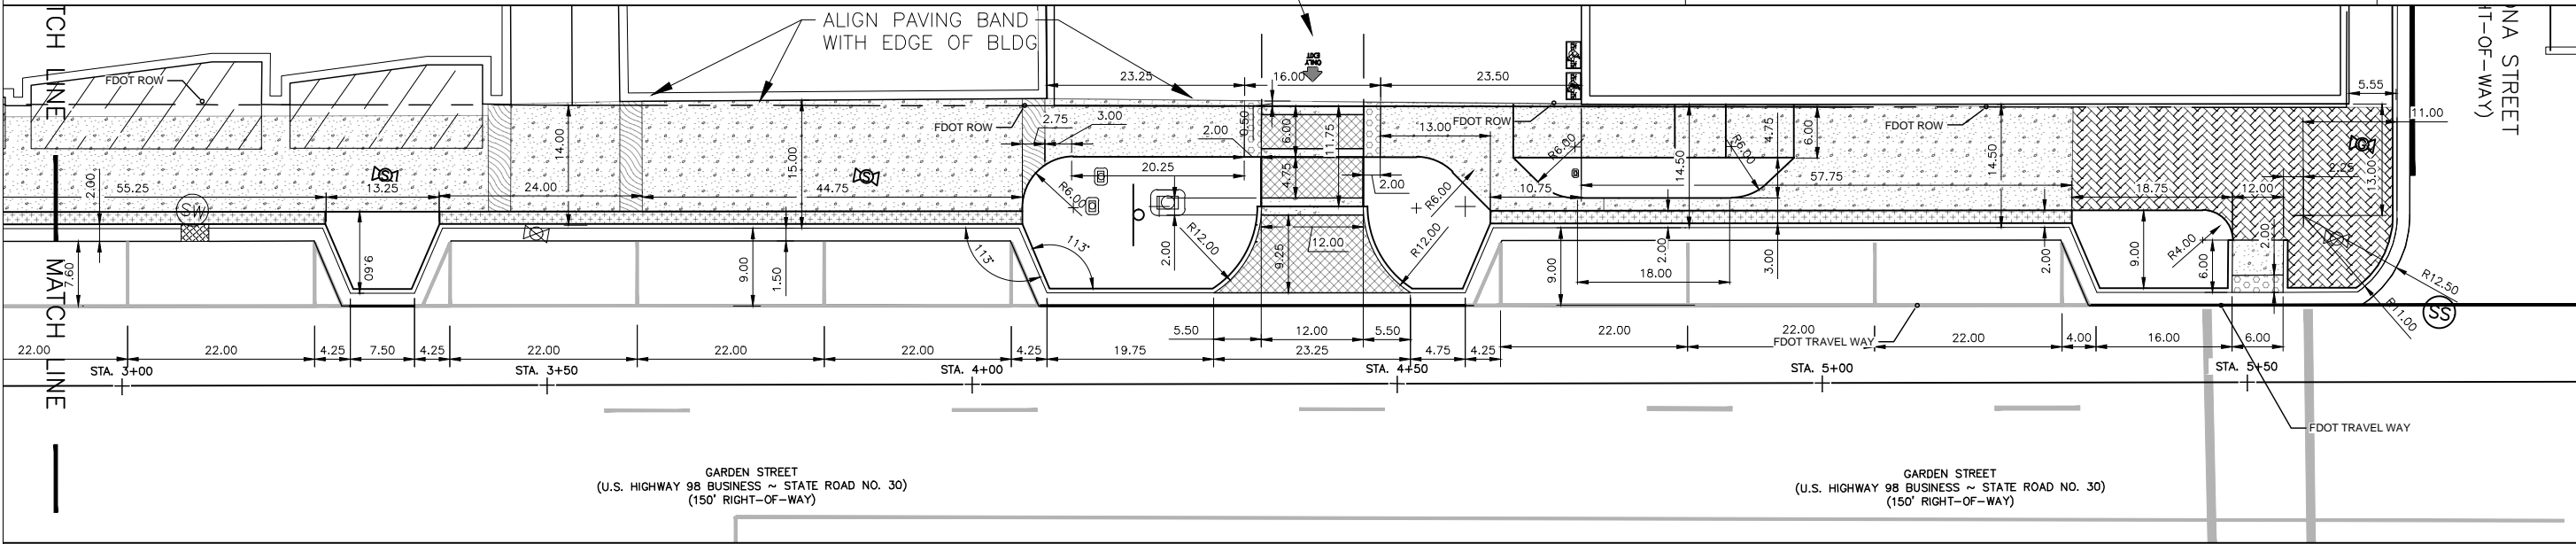 MATCH LINE
MATCH LINE
ALIGN PAVING BAND
WITH EDGE OF BLDG
ONLY
EXIT
ONA STREET
HT-OF-WAY)
FDOT ROW
FDOT ROW
FDOT ROW
FDOT ROW
23.25
16.00
23.50
5.55
11.00
2.75
3.00
2.00
9.50
6.00
11.75
13.00
4.75
6.00
14.00
15.00
14.50
14.50
R6.00
R6.00
13.00
2.25
55.25
2.00
13.25
24.00
44.75
20.25
4.75
2.00
10.75
57.75
18.75
12.00
SW
R6.00
R6.00
7.60
9.60
9.00
1.50
113°
113°
2.00
R12.00
9.25
12.00
R12.00
9.00
18.00
2.00
3.00
2.00
9.00
R4.00
6.00
2.00
R12.50
R11.00
SS
22.00
22.00
4.25
7.50
4.25
22.00
22.00
22.00
4.25
19.75
5.50
12.00
5.50
23.25
4.75
4.25
22.00
22.00
22.00
4.00
16.00
6.00
FDOT TRAVEL WAY
STA. 3+00
STA. 3+50
STA. 4+00
STA. 4+50
STA. 5+00
STA. 5+50
FDOT TRAVEL WAY
GARDEN STREET
(U.S. HIGHWAY 98 BUSINESS ~ STATE ROAD NO. 30)
(150' RIGHT-OF-WAY)
GARDEN STREET
(U.S. HIGHWAY 98 BUSINESS ~ STATE ROAD NO. 30)
(150' RIGHT-OF-WAY)